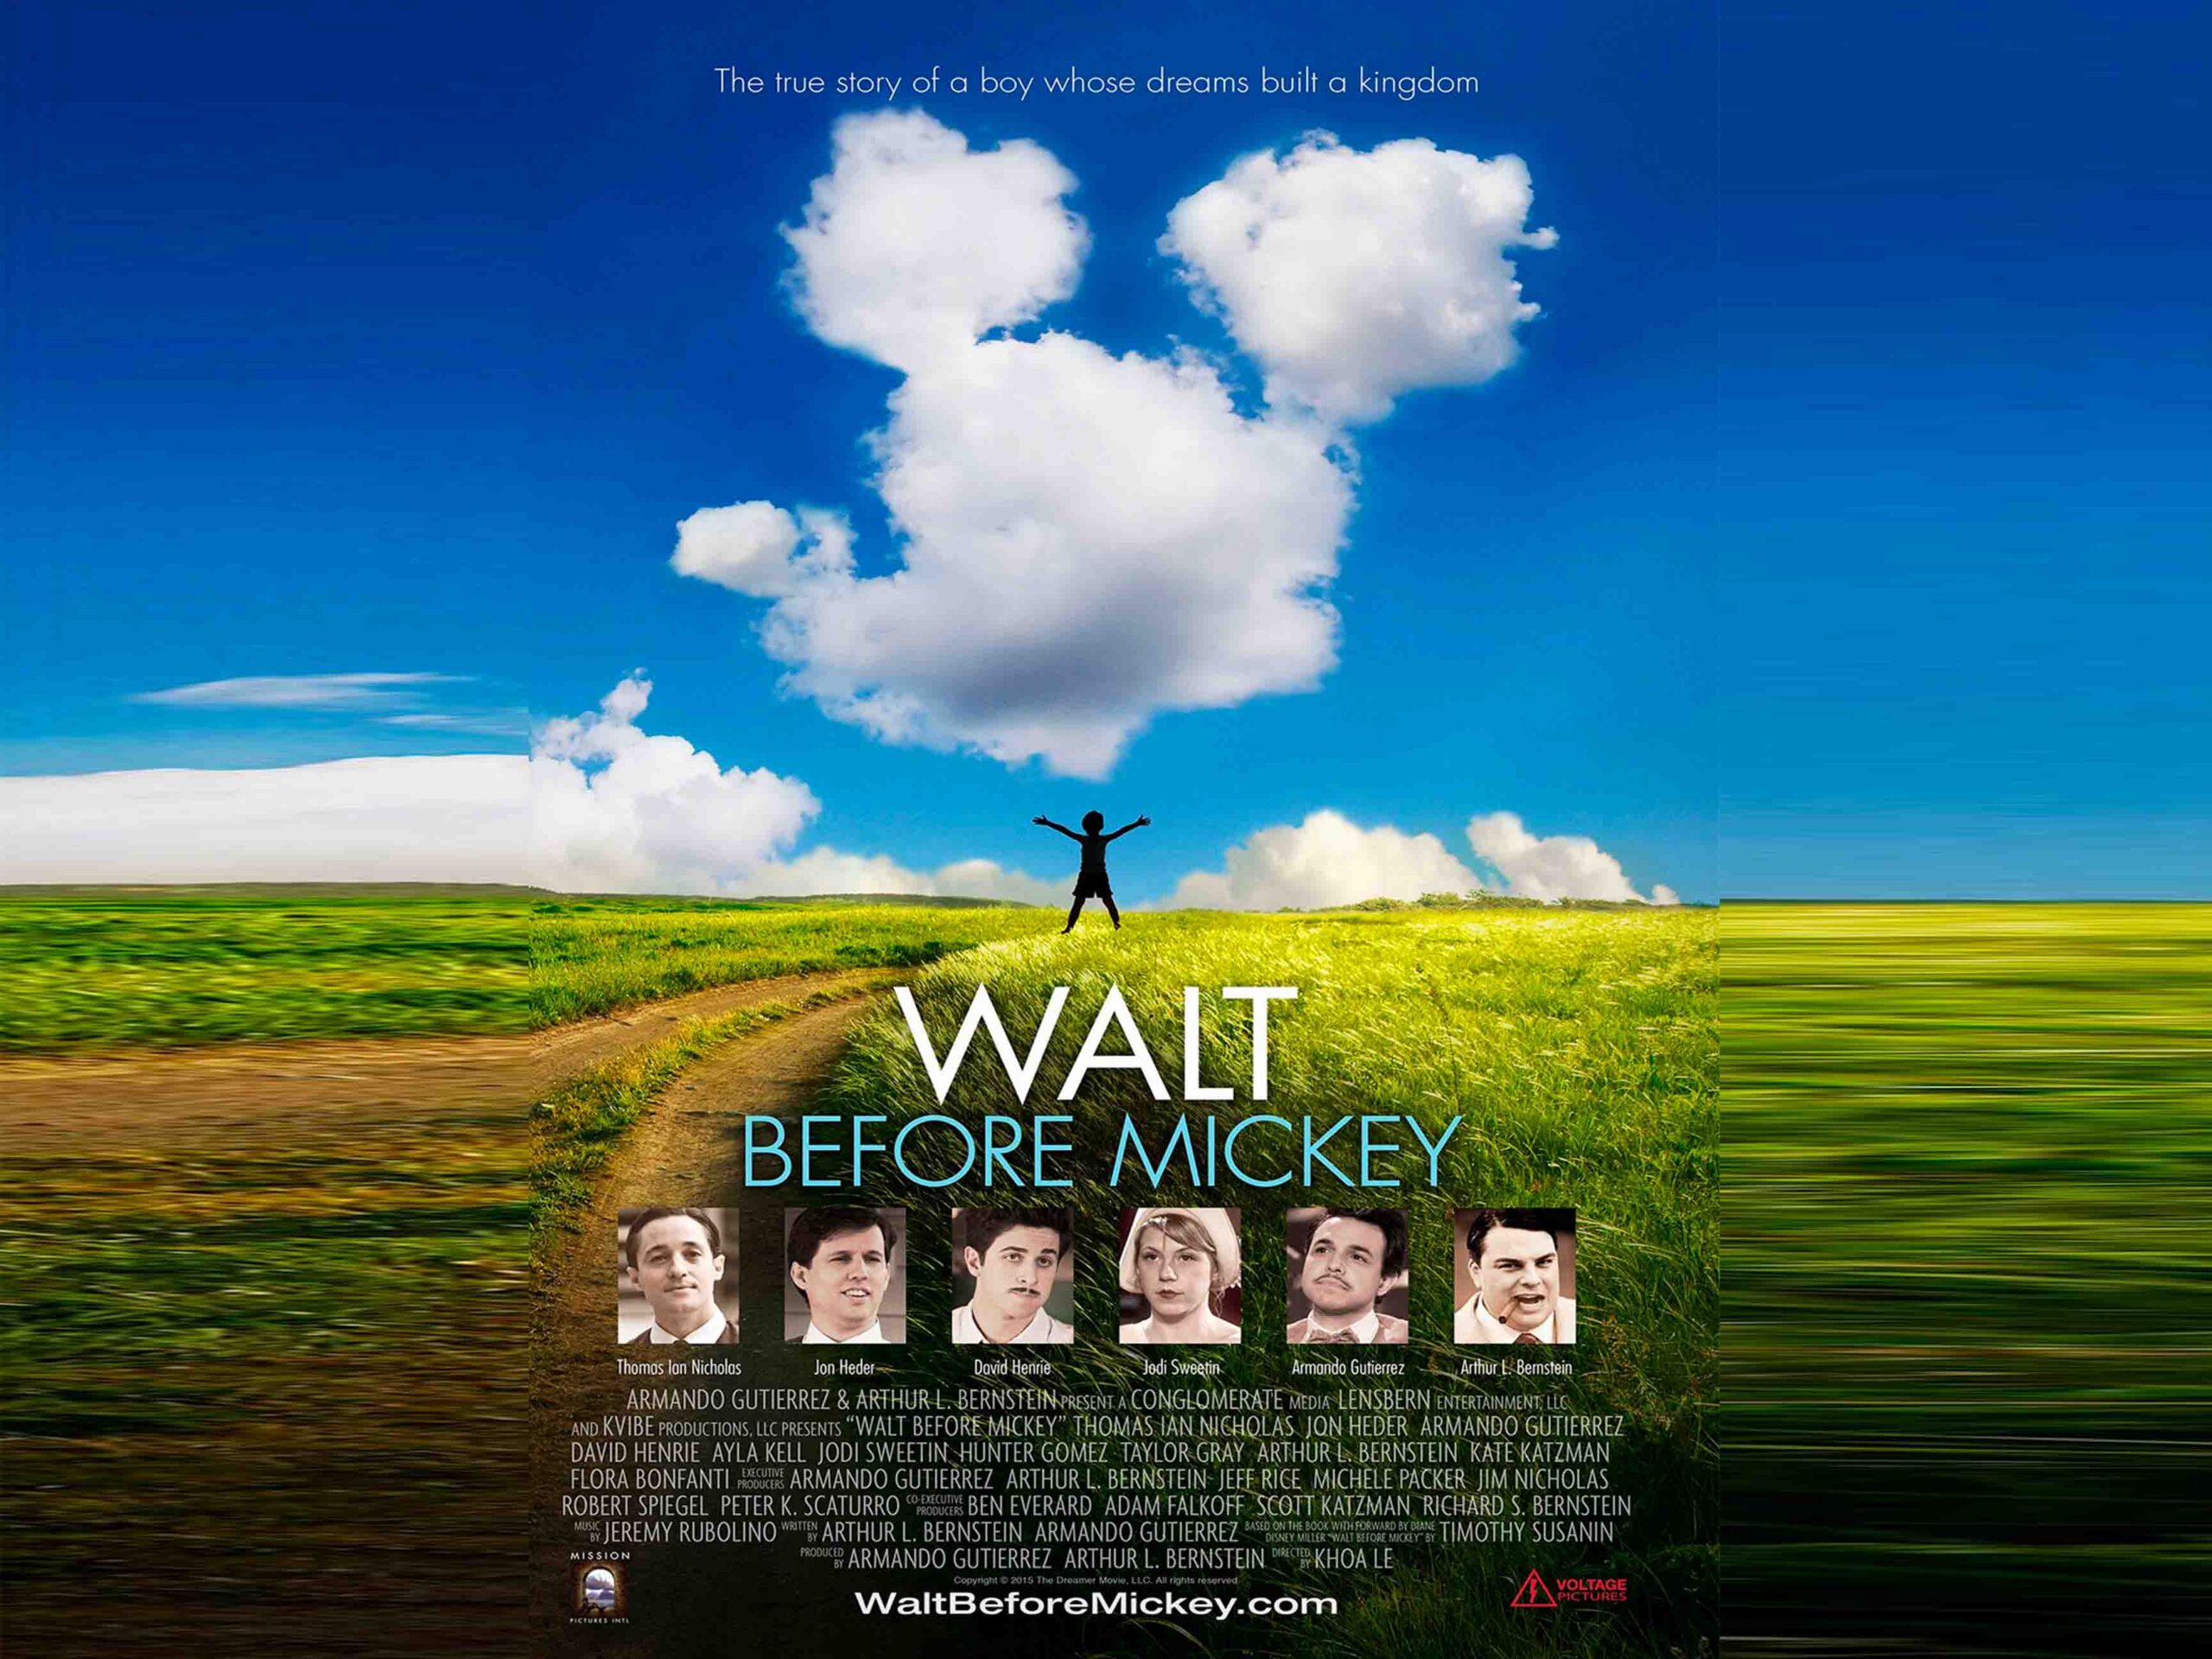 The true story of a boy whose dreams built a kingdom
WALT
BEFORE MICKEY
Thomas Ian Nicholas Jon Heder David Henrie Jodi Sweetin Armando Gutierrez Arthur L. Bernstein
ARMANDO GUTIERREZ & ARTHUR L. BERNSTEIN PRESENT A CONGLOMERATE MEDIA LENSBERN ENTERTAINMENT, LLC
AND KVIBE PRODUCTIONS, LLC PRESENTS “WALT BEFORE MICKEY” THOMAS IAN NICHOLAS JON HEDER ARMANDO GUTIERREZ
DAVID HENRIE AYLA KELL JODI SWEETIN HUNTER GOMEZ TAYLOR GRAY ARTHUR L. BERNSTEIN KATE KATZMAN
FLORA BONFANTI EXECUTIVE PRODUCERS ARMANDO GUTIERREZ ARTHUR L. BERNSTEIN JEFF RICE MICHELE PACKER JIM NICHOLAS
ROBERT SPIEGEL PETER K. SCATURRO CO-EXECUTIVE PRODUCERS BEN EVERARD ADAM FALKOFF SCOTT KATZMAN RICHARD S. BERNSTEIN
MUSIC BY JEREMY RUBOLINO WRITTEN BY ARTHUR L. BERNSTEIN ARMANDO GUTIERREZ BASED ON THE BOOK WITH FORWARD BY DIANE DISNEY MILLER “WALT BEFORE MICKEY” BY TIMOTHY SUSANIN
PRODUCED BY ARMANDO GUTIERREZ ARTHUR L. BERNSTEIN DIRECTED BY KHOA LE
Copyright © 2015 The Dreamer Movie, LLC. All rights reserved.
WaltBeforeMickey.com
MISSION
PICTURES INTL
VOLTAGE
PICTURES